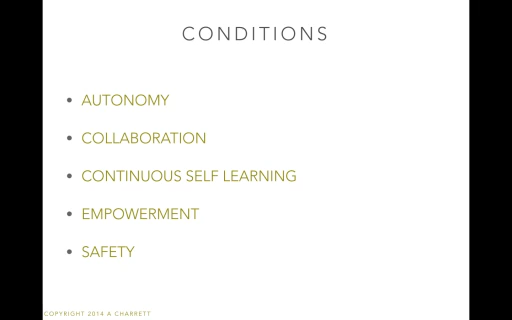 CONDITIONS
• AUTONOMY
• COLLABORATION
• CONTINUOUS SELF LEARNING
• EMPOWERMENT
• SAFETY
COPYRIGHT 2014 A CHARRETT